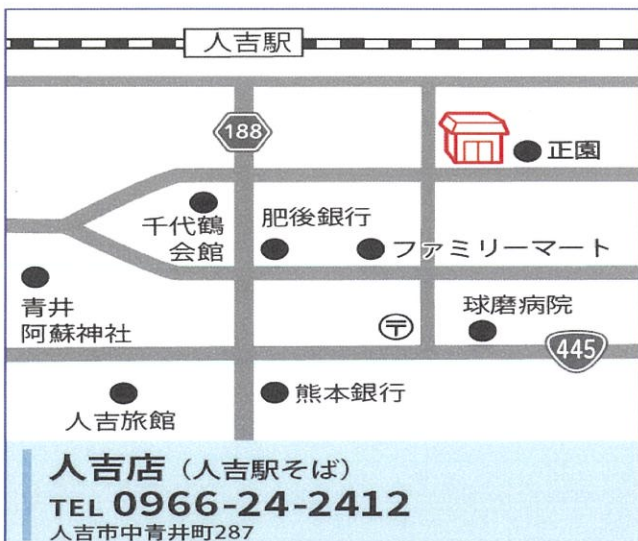 人吉駅
188
正園
千代鶴
会館
肥後銀行
ファミリーマート
青井
阿蘇神社
〒
球磨病院
445
人吉旅館
熊本銀行
人吉店（人吉駅そば）
TEL 0966-24-2412
人吉市中青井町287